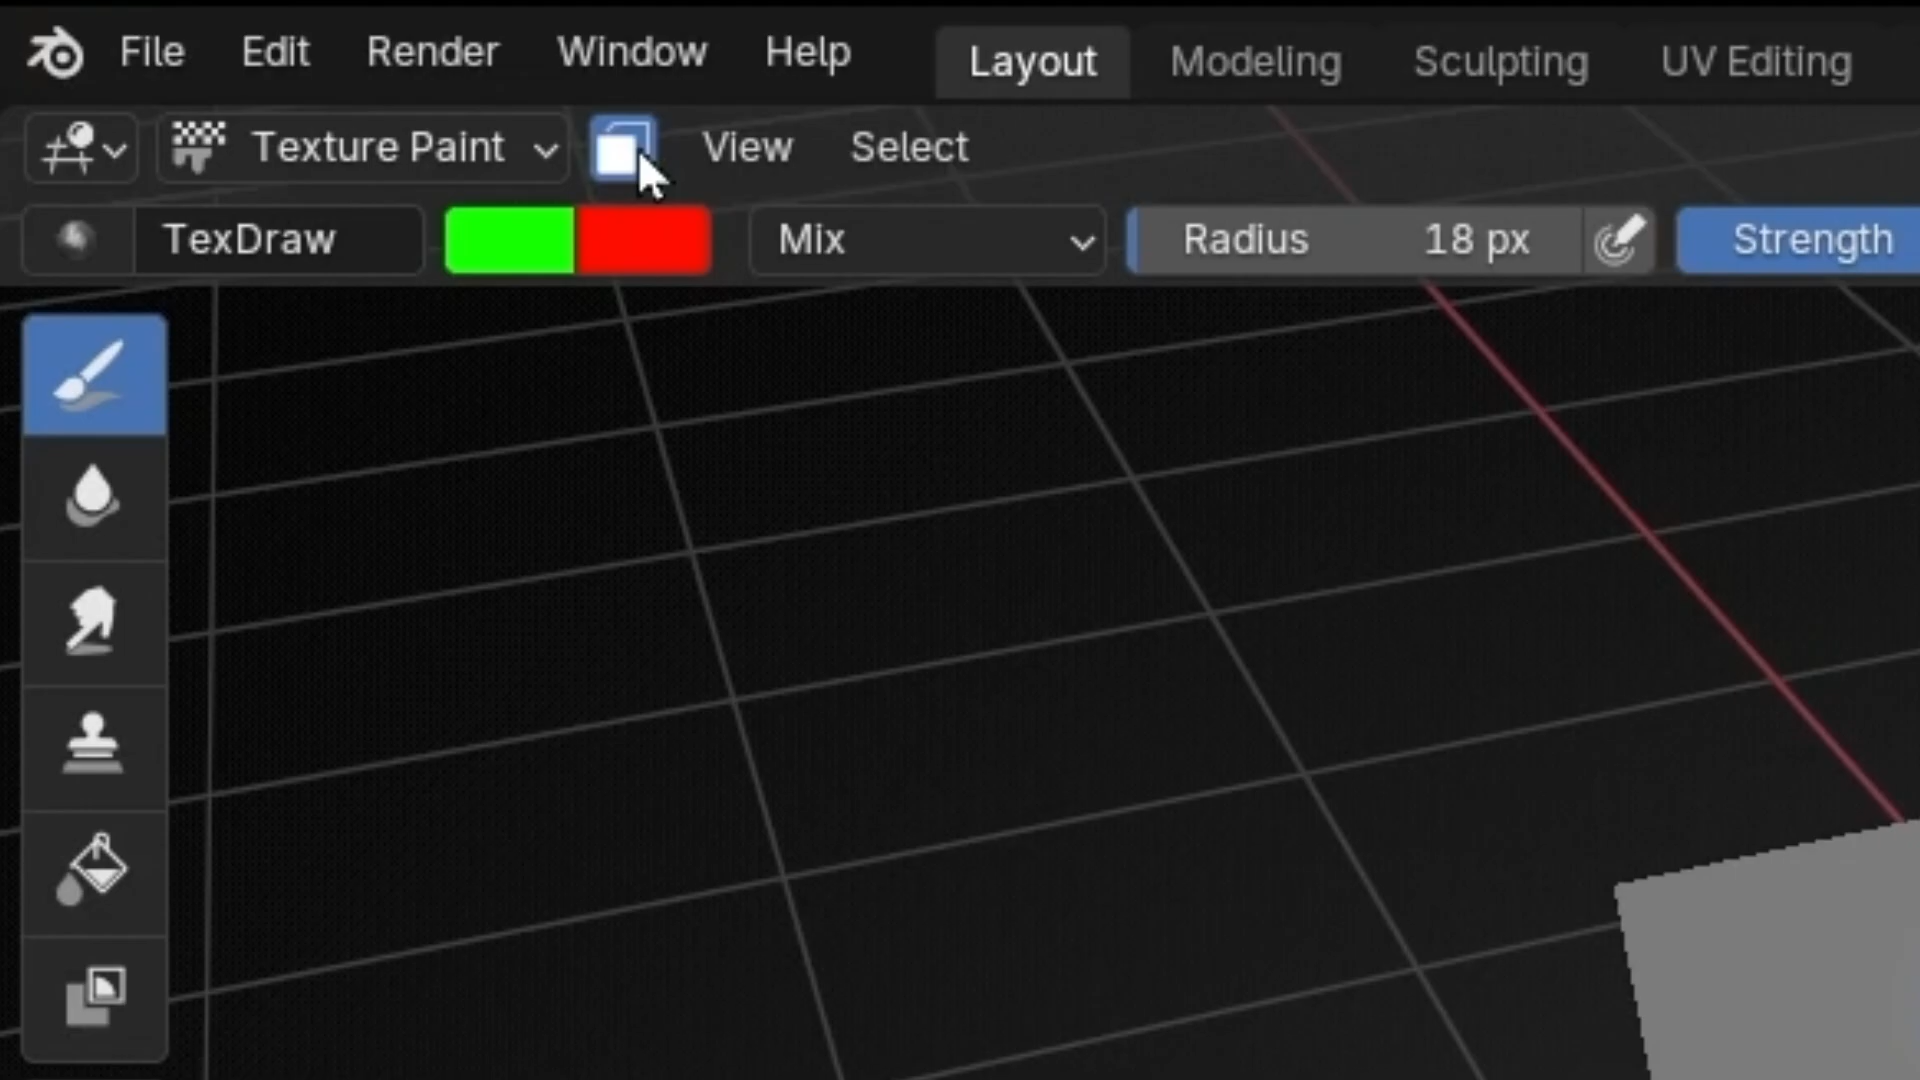 File Edit Render Window Help Layout Modeling Sculpting UV Editing
Texture Paint View Select
TexDraw Mix Radius 18 px Strength